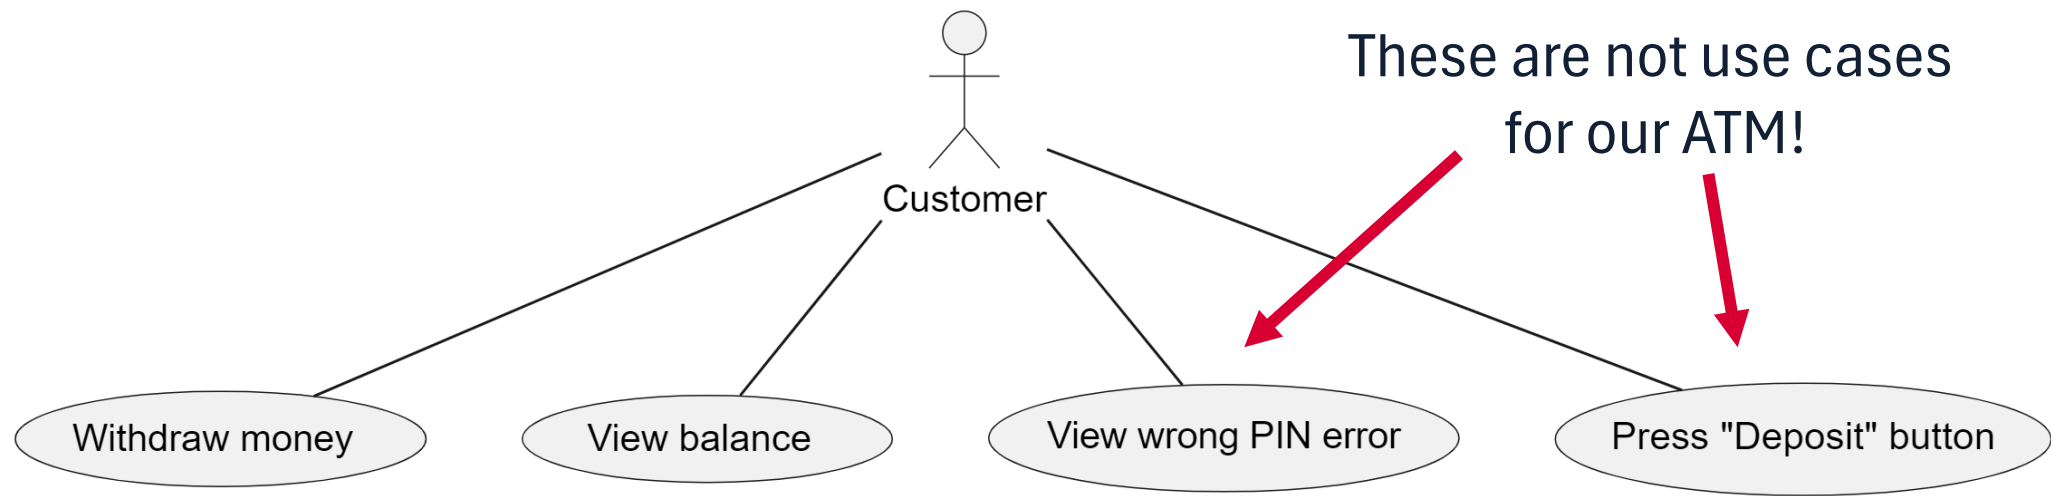 These are not use cases
for our ATM!
Customer
Withdraw money
View balance
View wrong PIN error
Press "Deposit" button